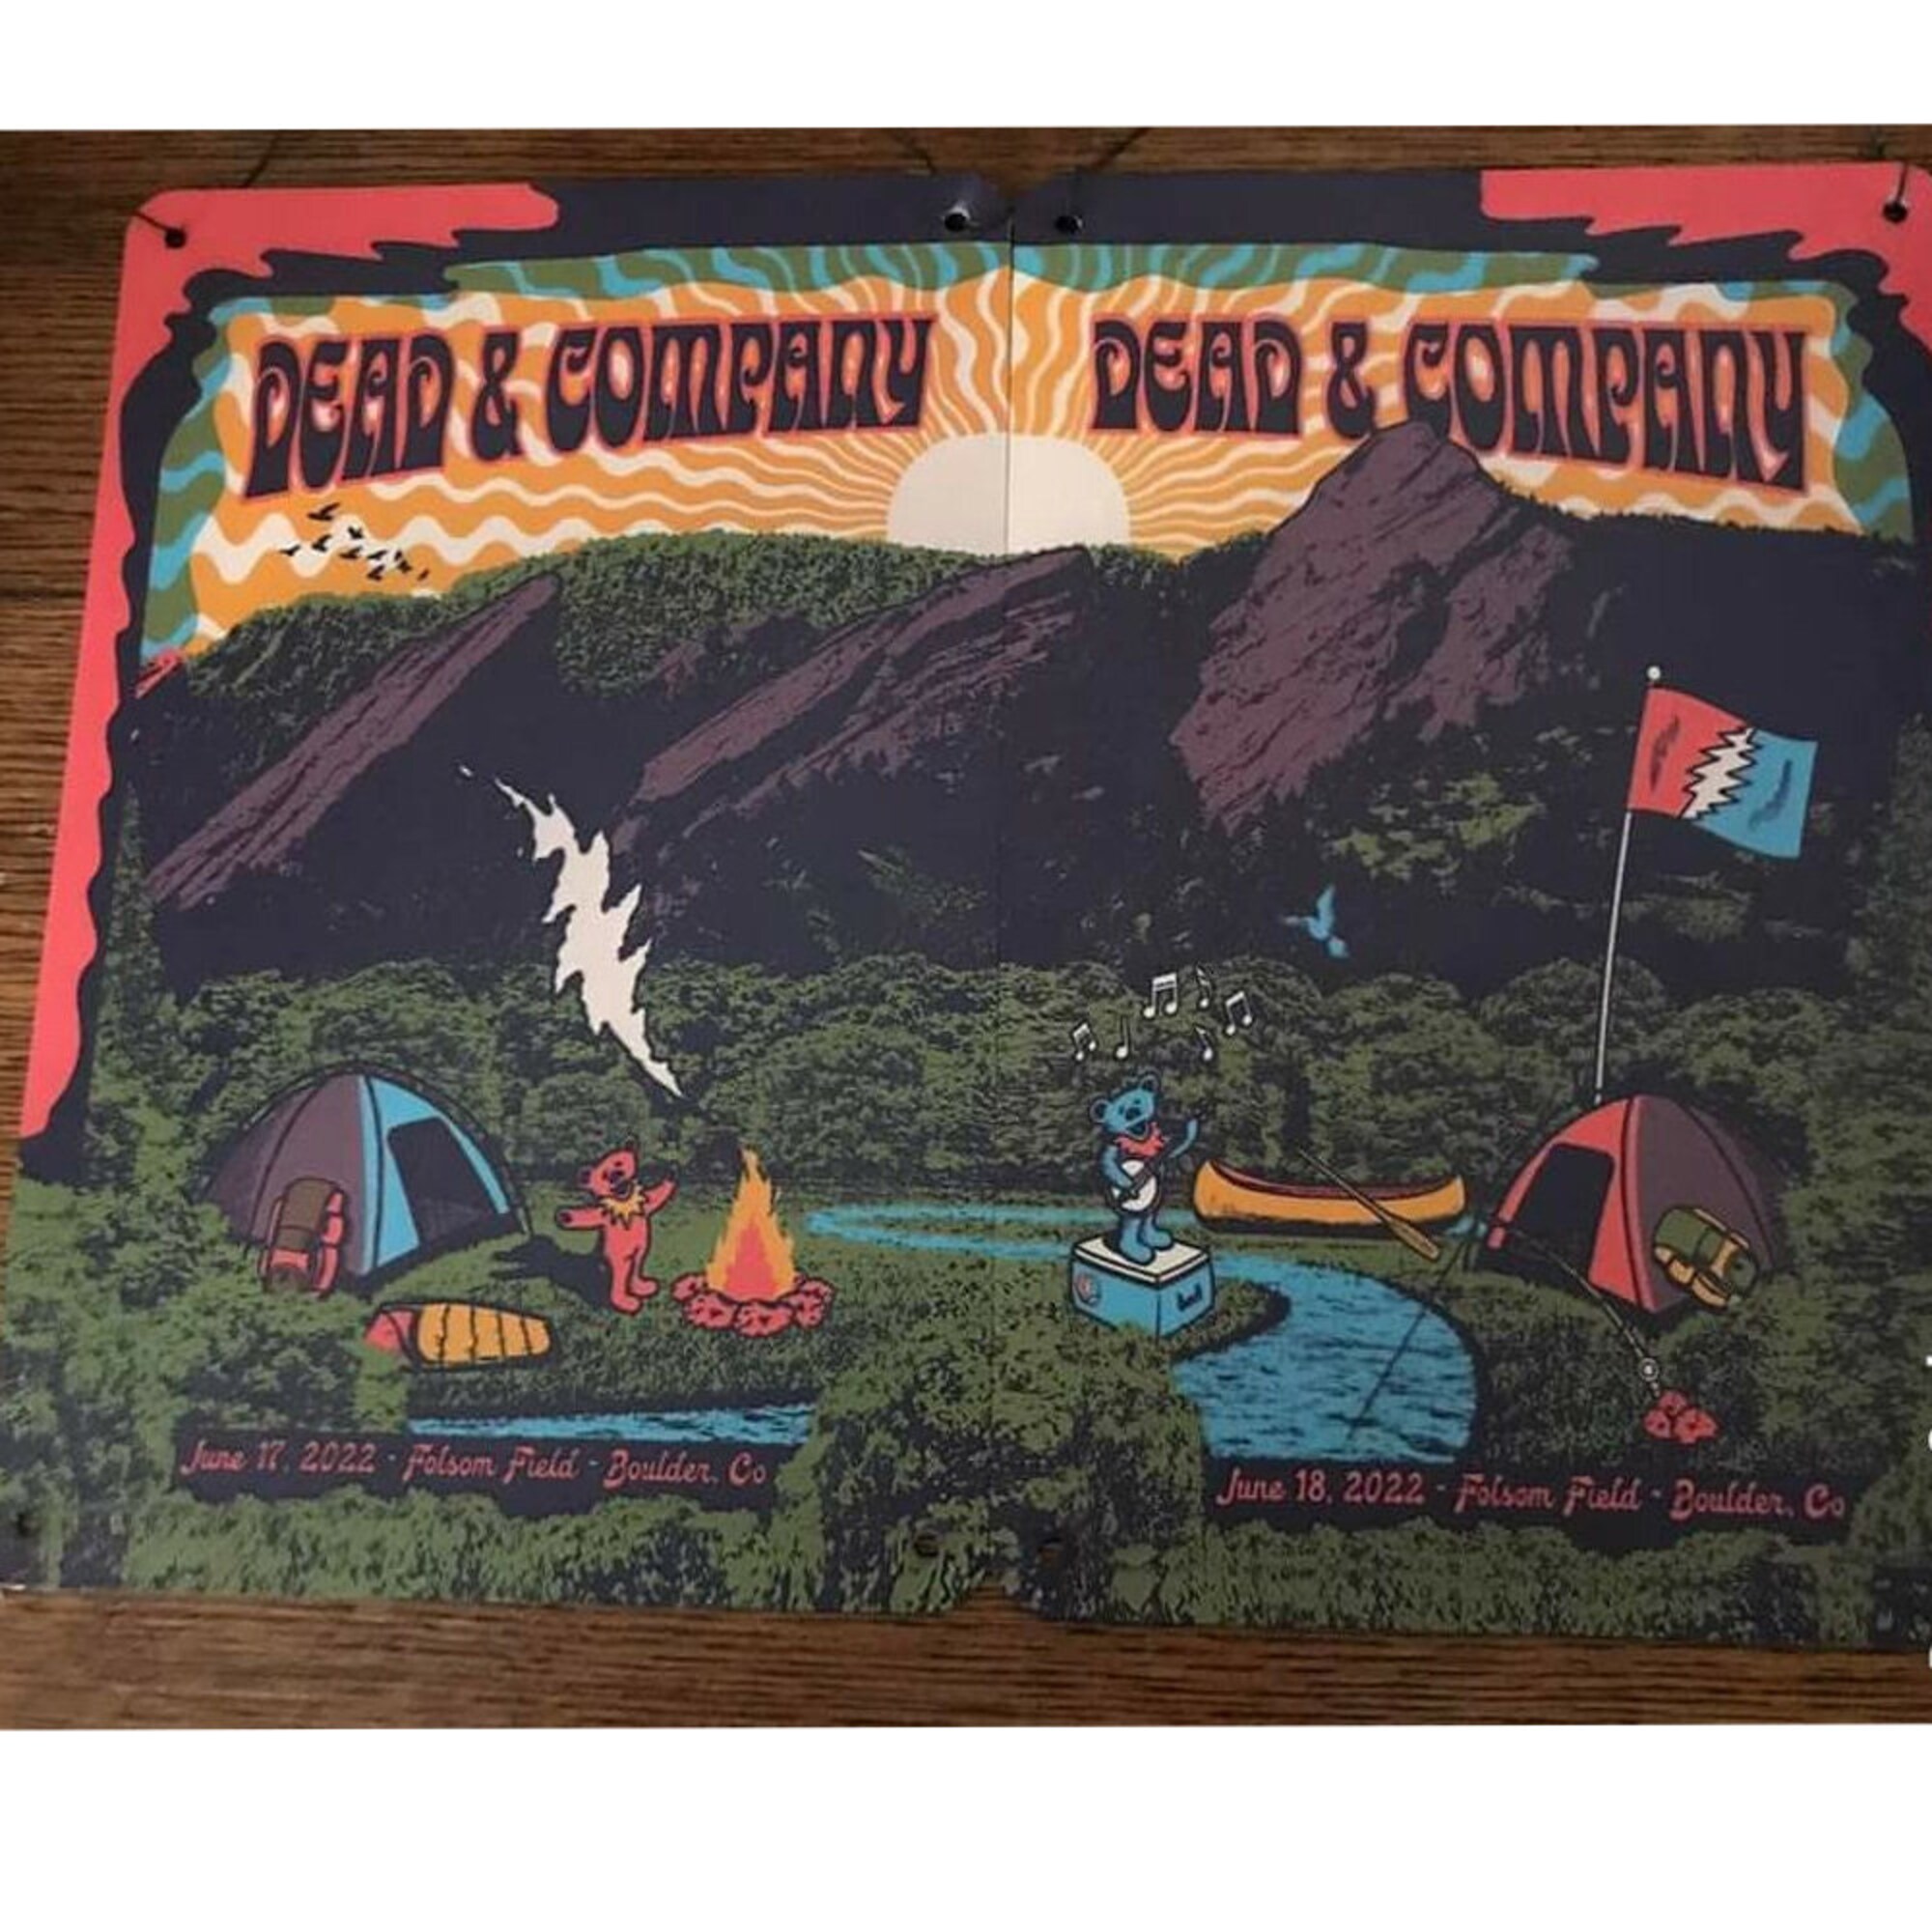 DEAD & COMPANY
DEAD & COMPANY
June 17, 2022 - Folsom Field - Boulder, Co
June 18, 2022 - Folsom Field - Boulder, Co